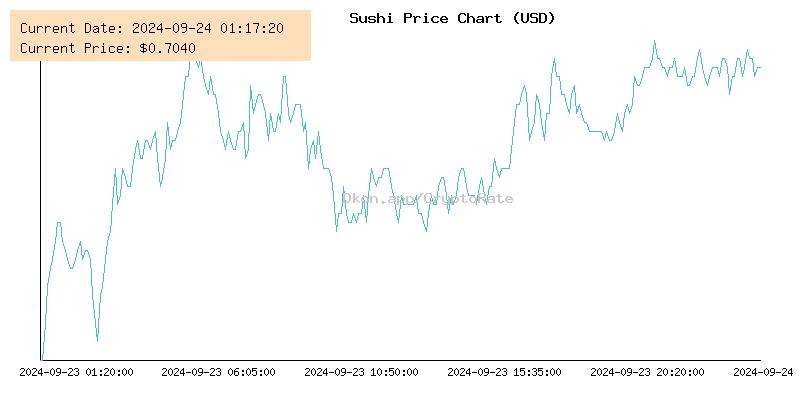 Sushi Price Chart (USD)
Current Date: 2024-09-24 01:17:20
Current Price: $0.7040
Okcn.app/CryptoRate
2024-09-23 01:20:00 2024-09-23 06:05:00 2024-09-23 10:50:00 2024-09-23 15:35:00 2024-09-23 20:20:00 2024-09-24